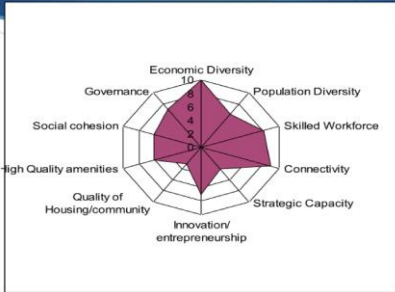 Economic Diversity
10
8
6
4
2
0
Population Diversity
Skilled Workforce
Connectivity
Strategic Capacity
Innovation/
entrepreneurship
Quality of
Housing/community
High Quality amenities
Social cohesion
Governance